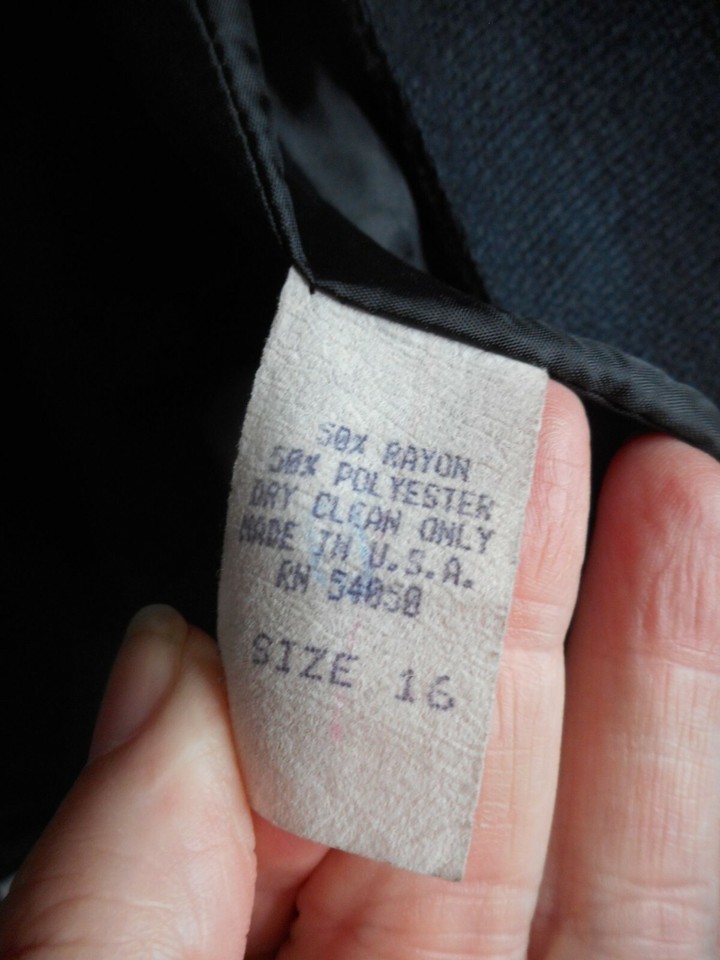 50% RAYON
50% POLYESTER
DRY CLEAN ONLY
MADE IN U.S.A.
RN 54050
SIZE 16